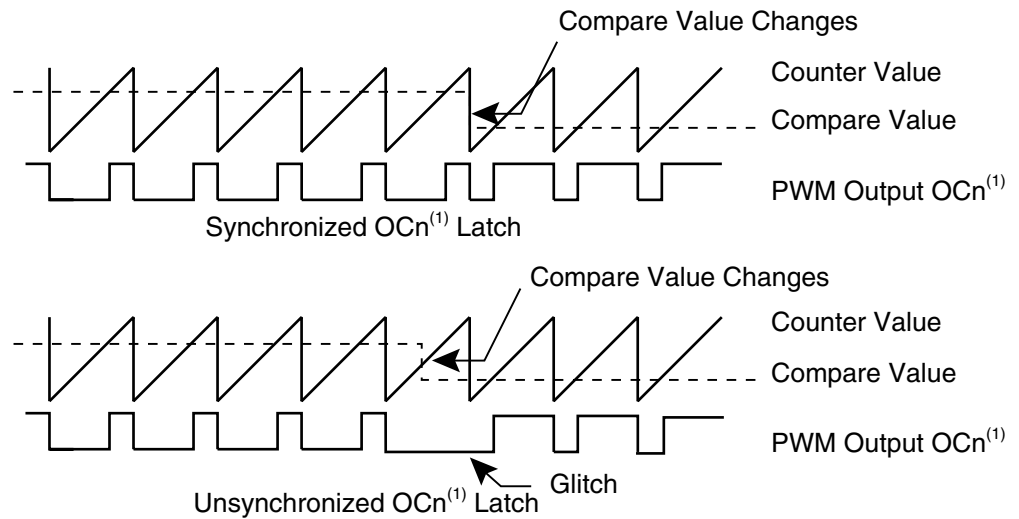 Compare Value Changes
Counter Value
Compare Value
PWM Output OCn(1)
Synchronized OCn(1) Latch
Compare Value Changes
Counter Value
Compare Value
PWM Output OCn(1)
Glitch
Unsynchronized OCn(1) Latch